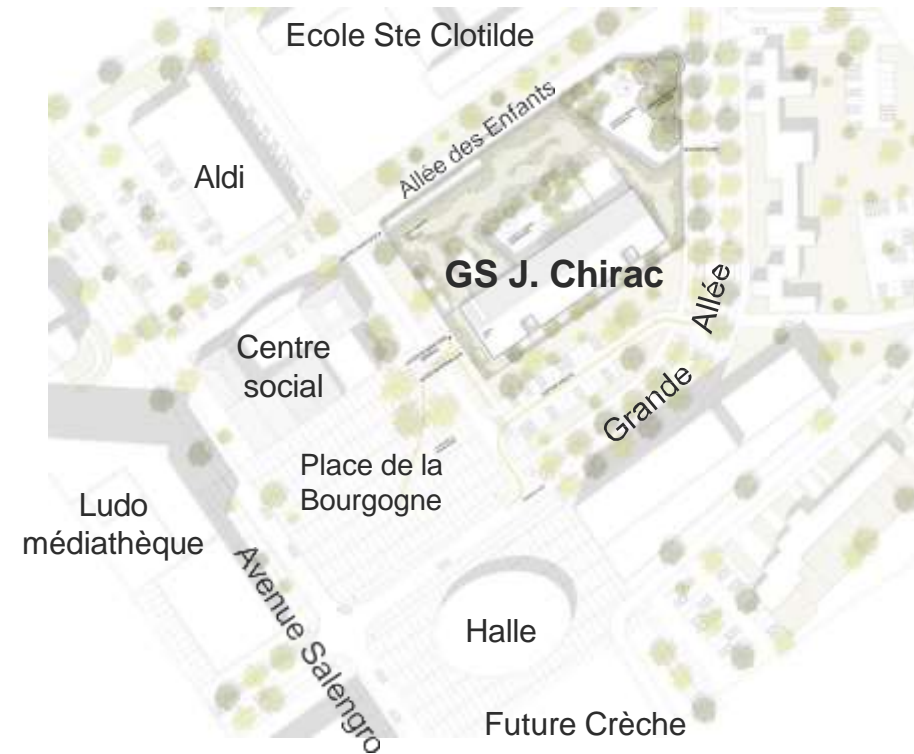 Ecole Ste Clotilde
Allée des Enfants
Aldi
GS J. Chirac
Allée
Grande
Centre
social
Place de la
Bourgogne
Ludo
médiathèque
Avenue Salengro
Halle
Future Crèche